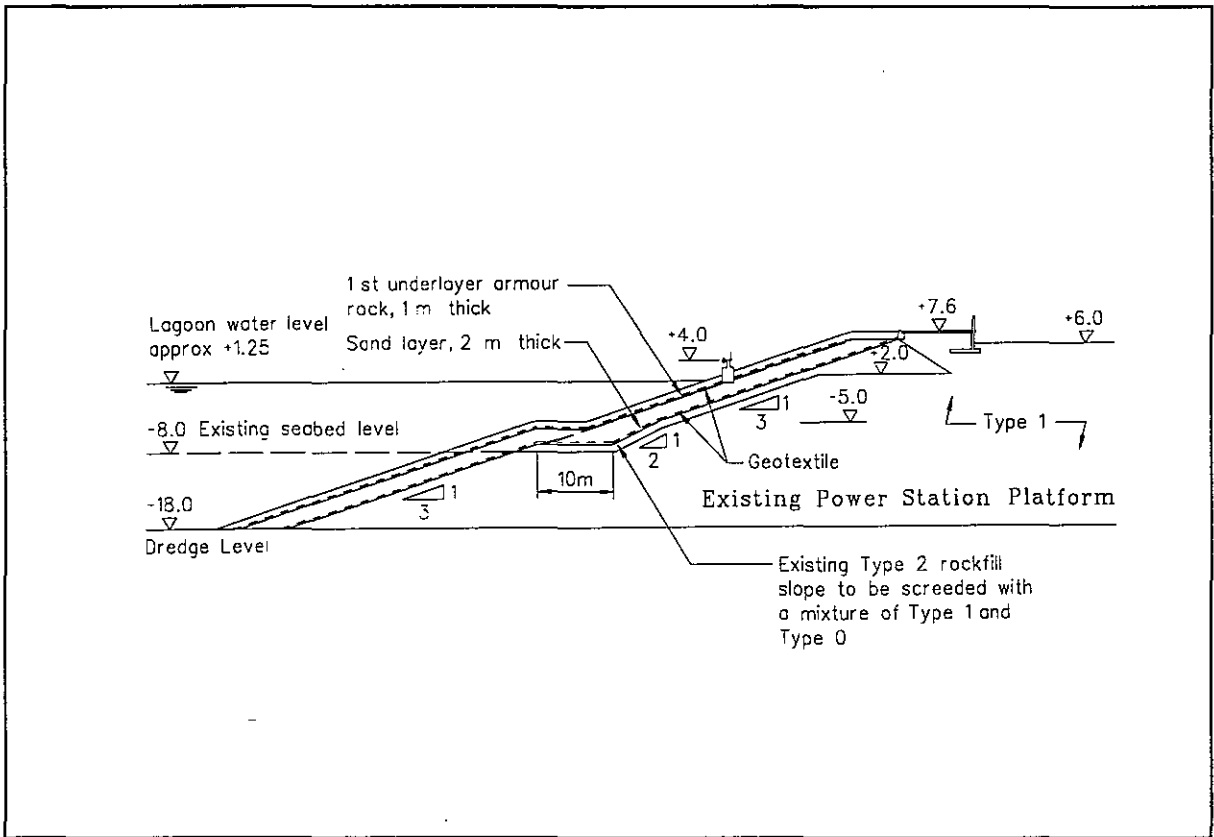 1 st underlayer armour
rock, 1 m thick
Sand layer, 2 m thick
Lagoon water level
approx +1.25
+4.0
+7.6
+6.0
+2.0
-5.0
-8.0 Existing seabed level
1
3
1
2
Type 1
Geotextile
10m
1
3
Existing Power Station Platform
-18.0
Dredge Level
Existing Type 2 rockfill
slope to be screeded with
a mixture of Type 1 and
Type 0